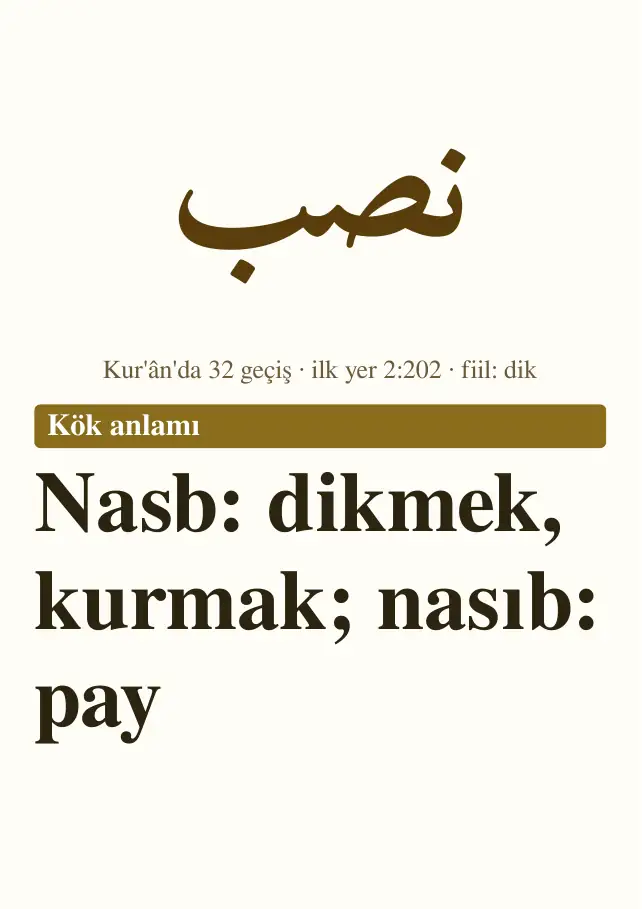 نصب
Kur'ân'da 32 geçiş · ilk yer 2:202 · fiil: dik
Kök anlamı
Nasb: dikmek,
kurmak; nasıb:
pay